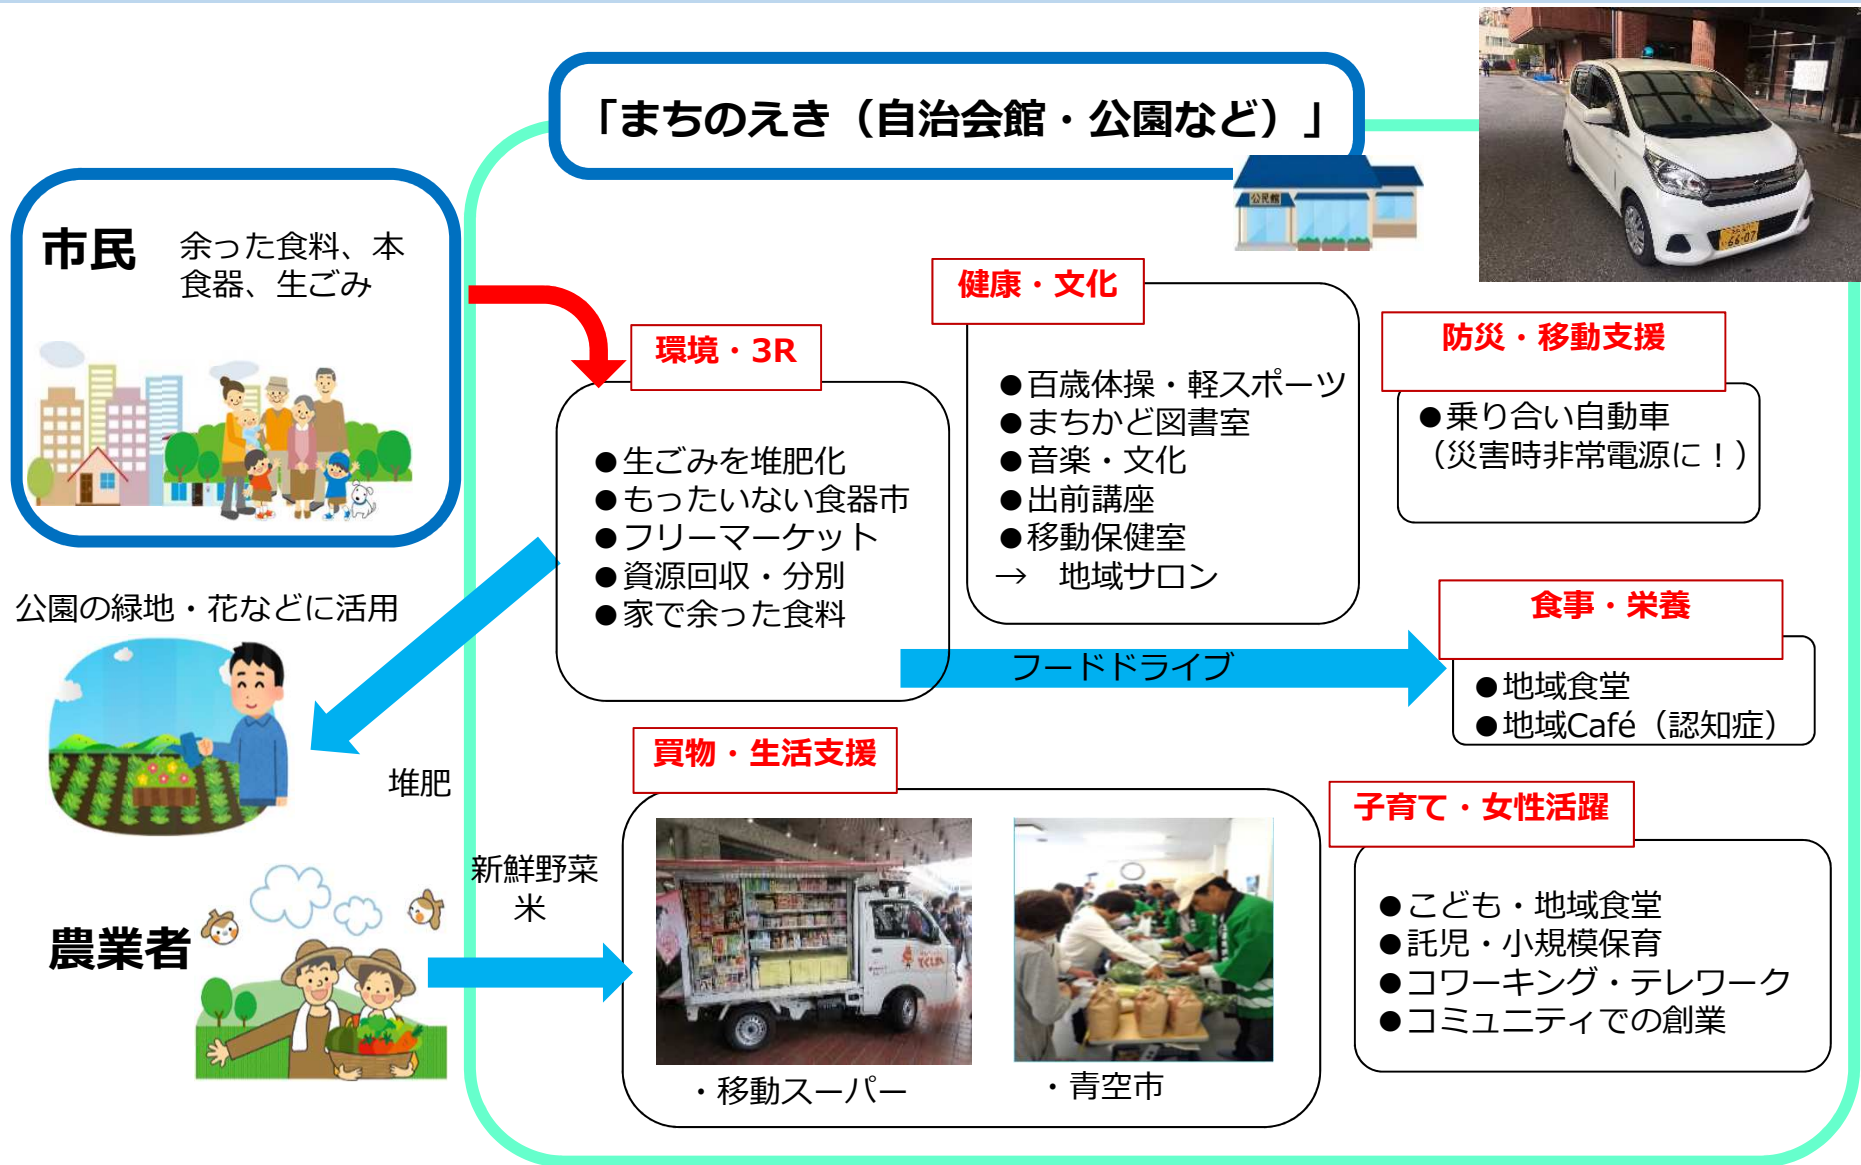 「まちのえき（自治会館・公園など）」
公民館
66-07
市民
余った食料、本
食器、生ごみ
環境・3R
●生ごみを堆肥化
●もったいない食器市
●フリーマーケット
●資源回収・分別
●家で余った食料
健康・文化
●百歳体操・軽スポーツ
●まちかど図書室
●音楽・文化
●出前講座
●移動保健室
→ 地域サロン
防災・移動支援
●乗り合い自動車
（災害時非常電源に！）
フードドライブ
食事・栄養
●地域食堂
●地域Café（認知症）
公園の緑地・花などに活用
堆肥
農業者
新鮮野菜
米
買物・生活支援
・移動スーパー
・青空市
子育て・女性活躍
●こども・地域食堂
●託児・小規模保育
●コワーキング・テレワーク
●コミュニティでの創業